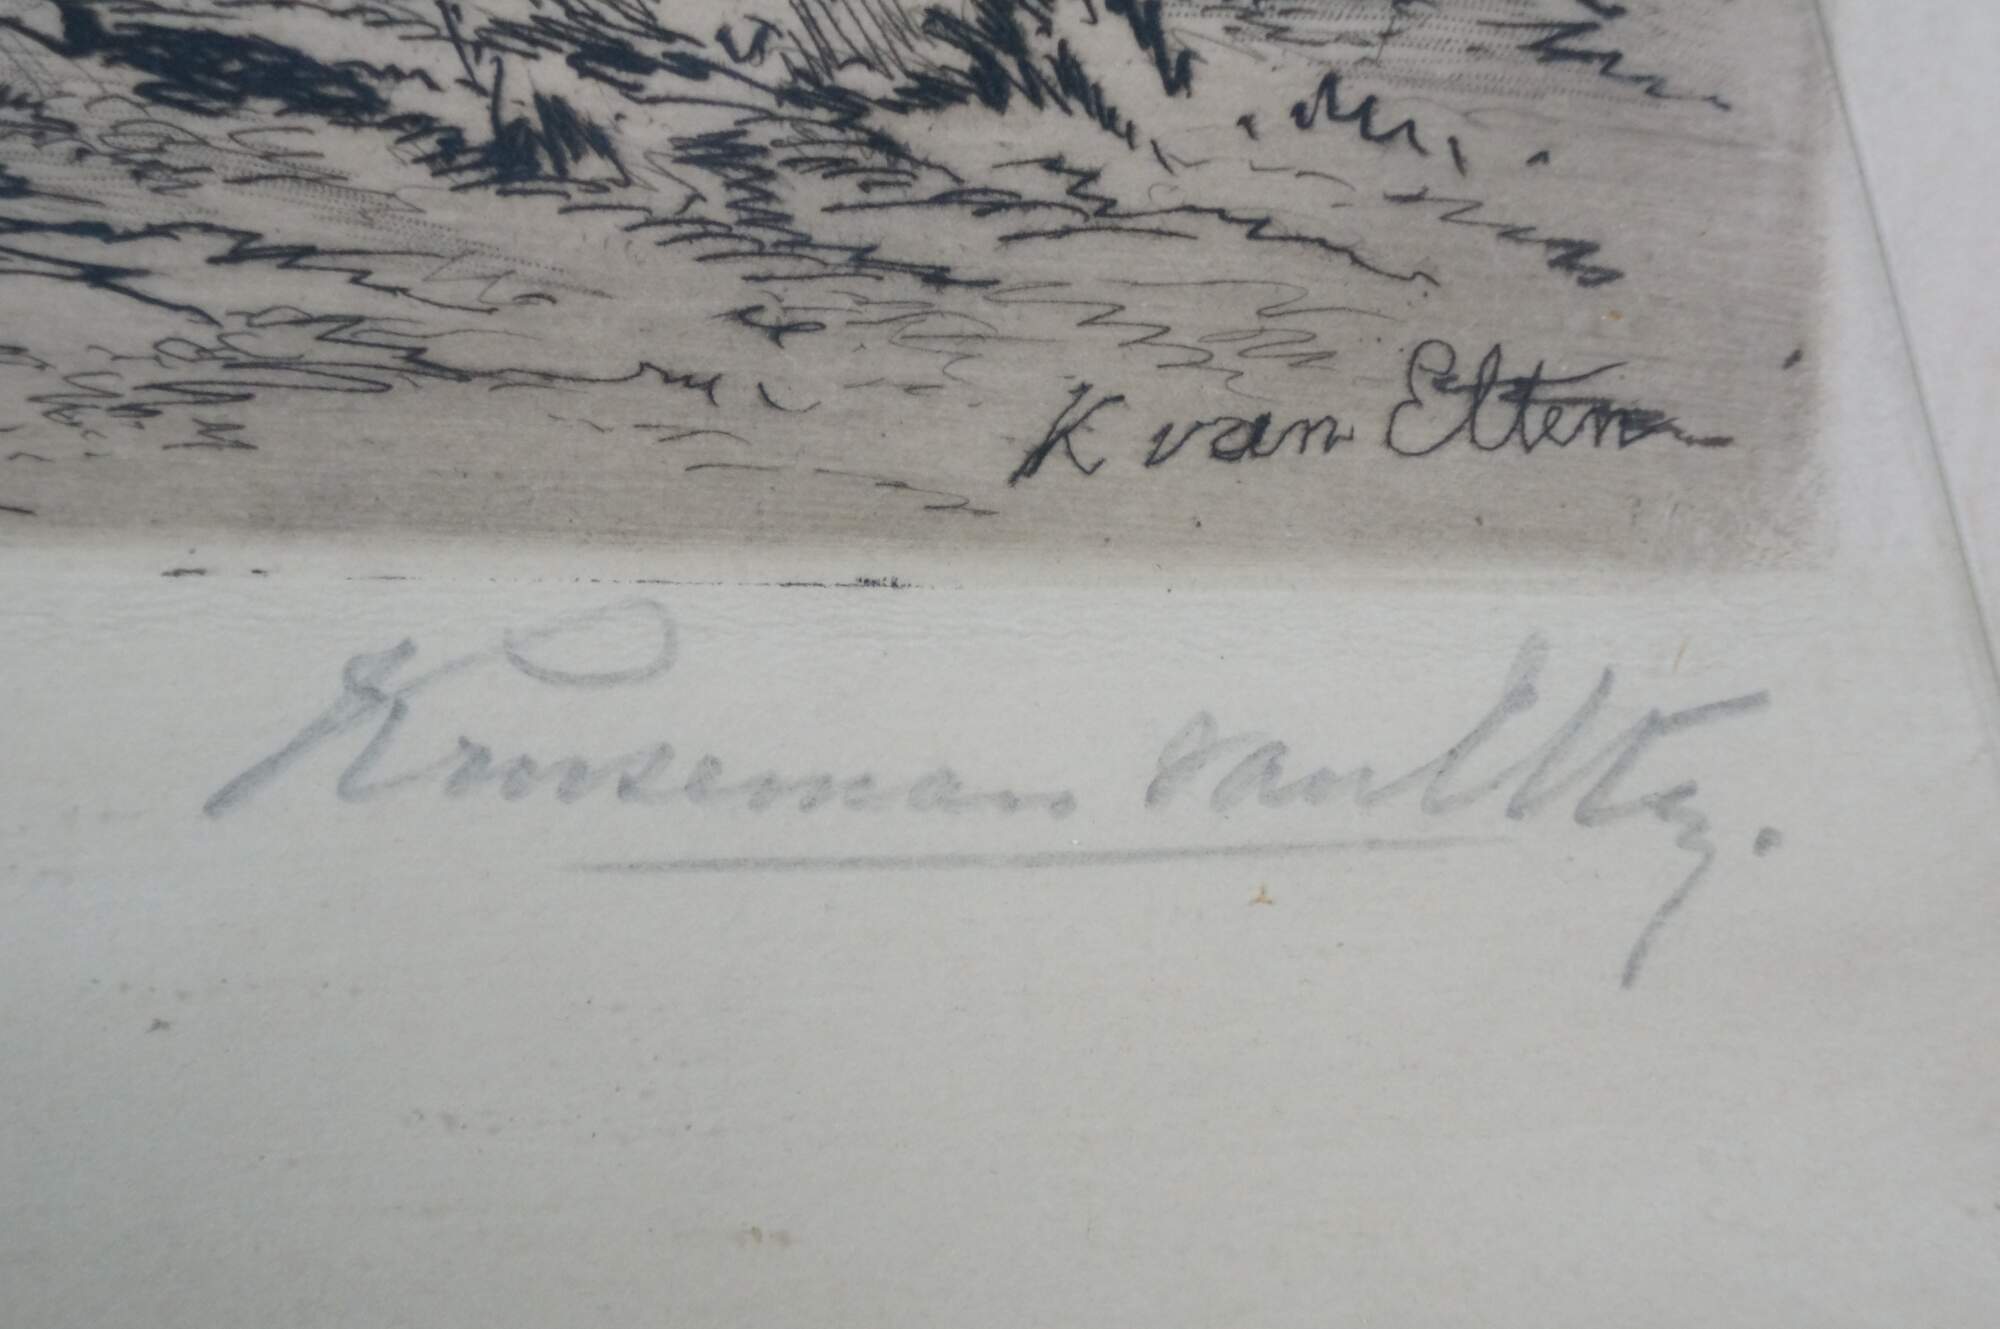 K van Elten
Kruseman van Elten.